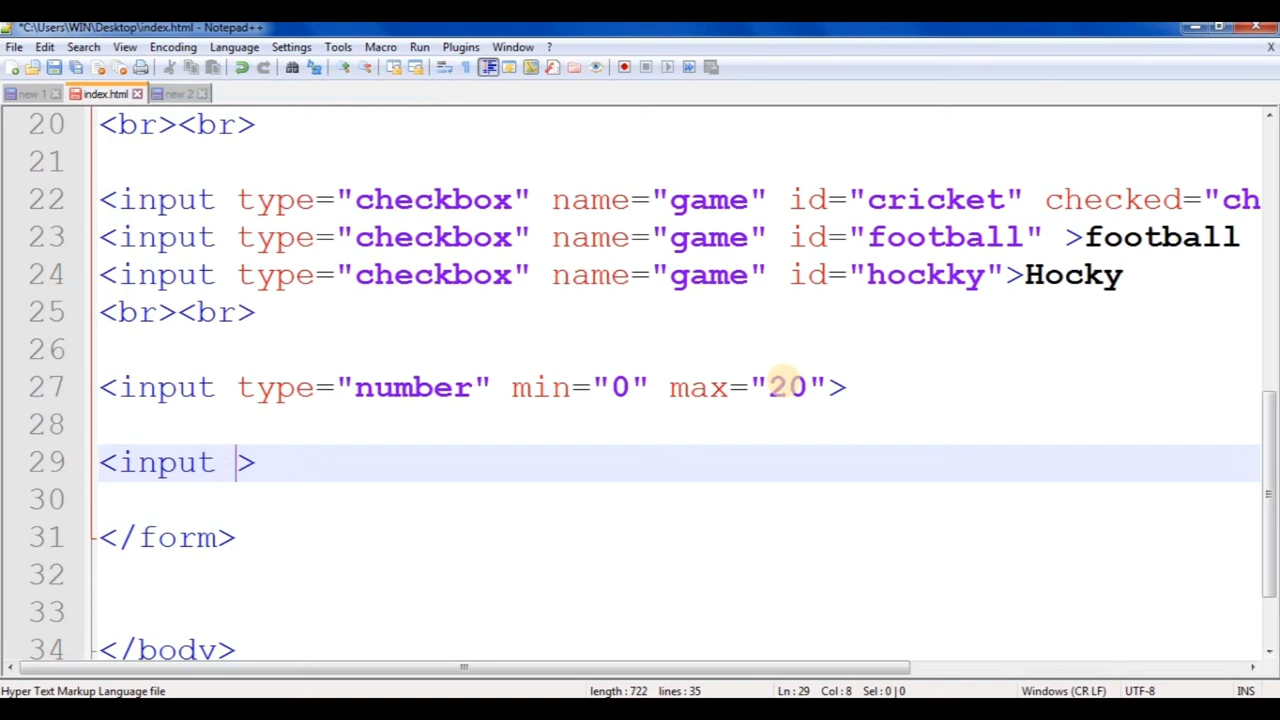 *C:\Users\WIN\Desktop\index.html - Notepad++
File Edit Search View Encoding Language Settings Tools Macro Run Plugins Window ? X
new 1 index.html new 2
20 <br><br>
21
22 <input type="checkbox" name="game" id="cricket" checked="ch
23 <input type="checkbox" name="game" id="football" >football
24 <input type="checkbox" name="game" id="hockky">Hocky
25 <br><br>
26
27 <input type="number" min="0" max="20">
28
29 <input >
30
31 </form>
32
33
34 </body>
Hyper Text Markup Language file length : 722 lines : 35 Ln : 29 Col : 8 Sel : 0 | 0 Windows (CR LF) UTF-8 INS